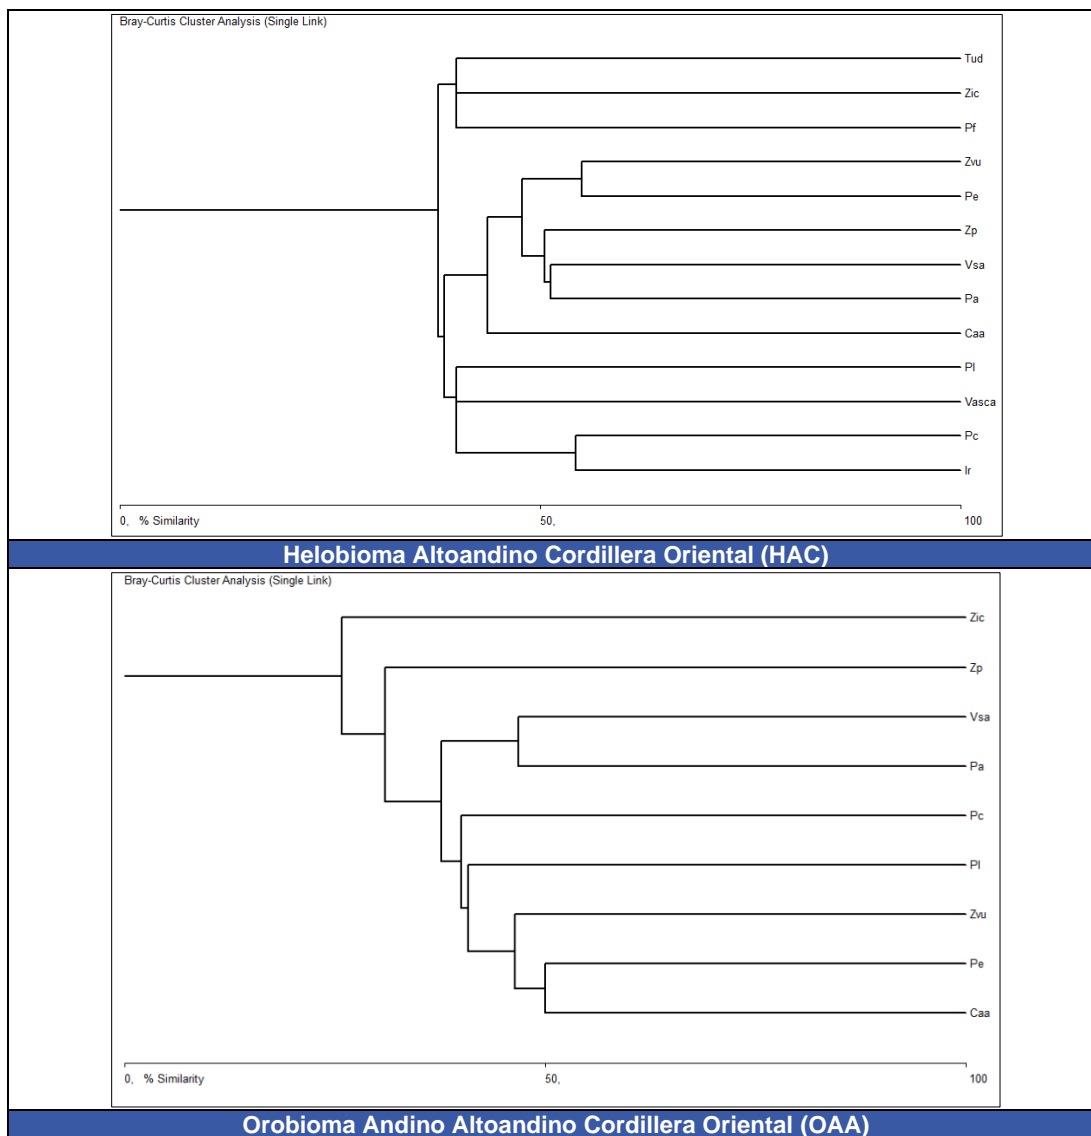 Bray-Curtis Cluster Analysis (Single Link)
Tud
Zic
Pf
Zvu
Pe
Zp
Vsa
Pa
Caa
Pl
Vasca
Pc
Ir
0, % Similarity 50, 100
Helobioma Altoandino Cordillera Oriental (HAC)
Bray-Curtis Cluster Analysis (Single Link)
Zic
Zp
Vsa
Pa
Pc
Pl
Zvu
Pe
Caa
0, % Similarity 50, 100
Orobioma Andino Altoandino Cordillera Oriental (OAA)